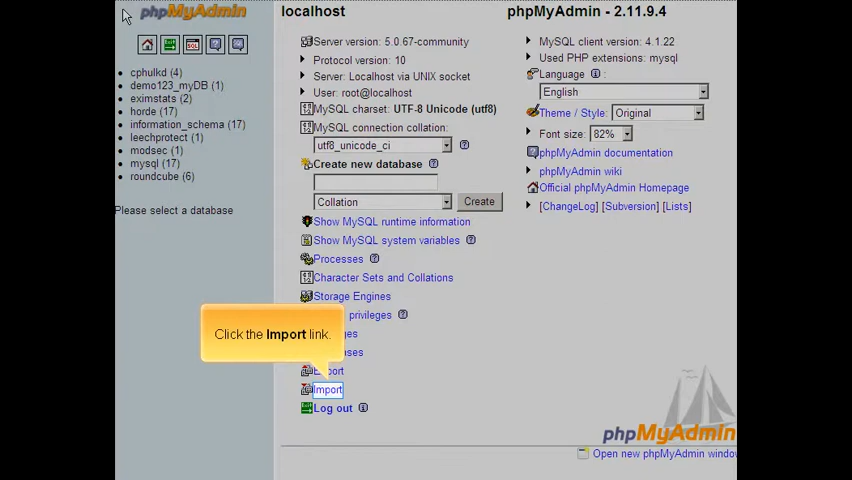 phpMyAdmin
cphulkd (4)
demo123_myDB (1)
eximstats (2)
horde (17)
information_schema (17)
leechprotect (1)
modsec (1)
mysql (17)
roundcube (6)
Please select a database
localhost
Server version: 5.0.67-community
Protocol version: 10
Server: Localhost via UNIX socket
User: root@localhost
MySQL charset: UTF-8 Unicode (utf8)
MySQL connection collation:
utf8_unicode_ci
Create new database
Collation
Create
Show MySQL runtime information
Show MySQL system variables
Processes
Character Sets and Collations
Storage Engines
privileges
Click the Import link.
Import
Log out
phpMyAdmin - 2.11.9.4
MySQL client version: 4.1.22
Used PHP extensions: mysql
Language
English
Theme / Style: Original
Font size: 82%
phpMyAdmin documentation
phpMyAdmin wiki
Official phpMyAdmin Homepage
[ChangeLog] [Subversion] [Lists]
phpMyAdmin
Open new phpMyAdmin window